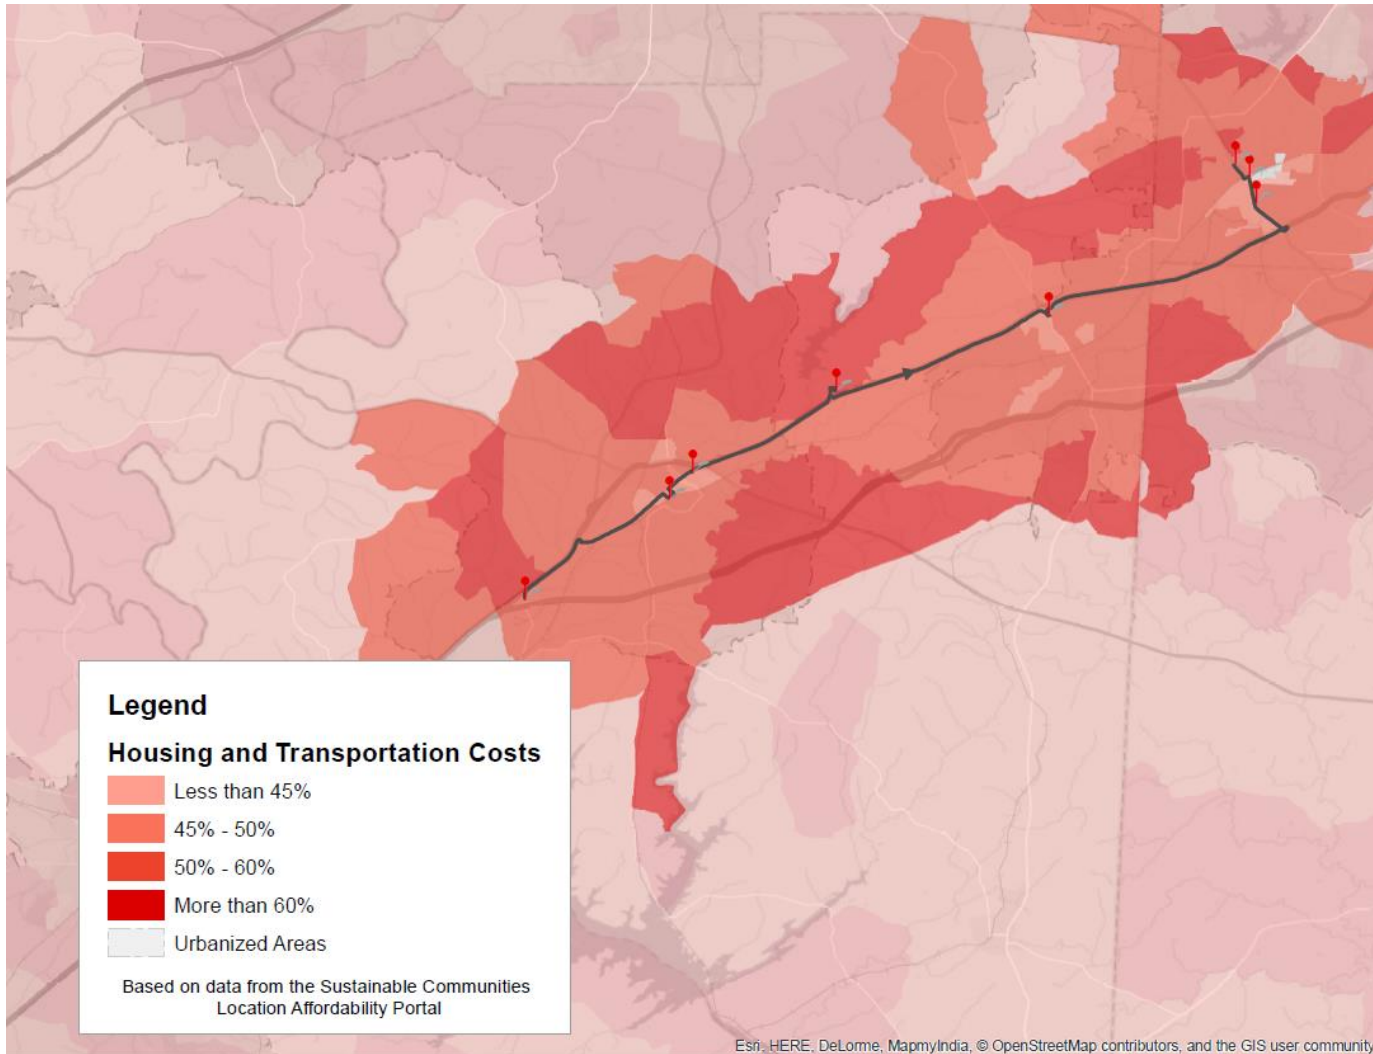 Legend
Housing and Transportation Costs
Less than 45%
45% - 50%
50% - 60%
More than 60%
Urbanized Areas
Based on data from the Sustainable Communities
Location Affordability Portal
Esri, HERE, DeLorme, MapmyIndia, © OpenStreetMap contributors, and the GIS user community